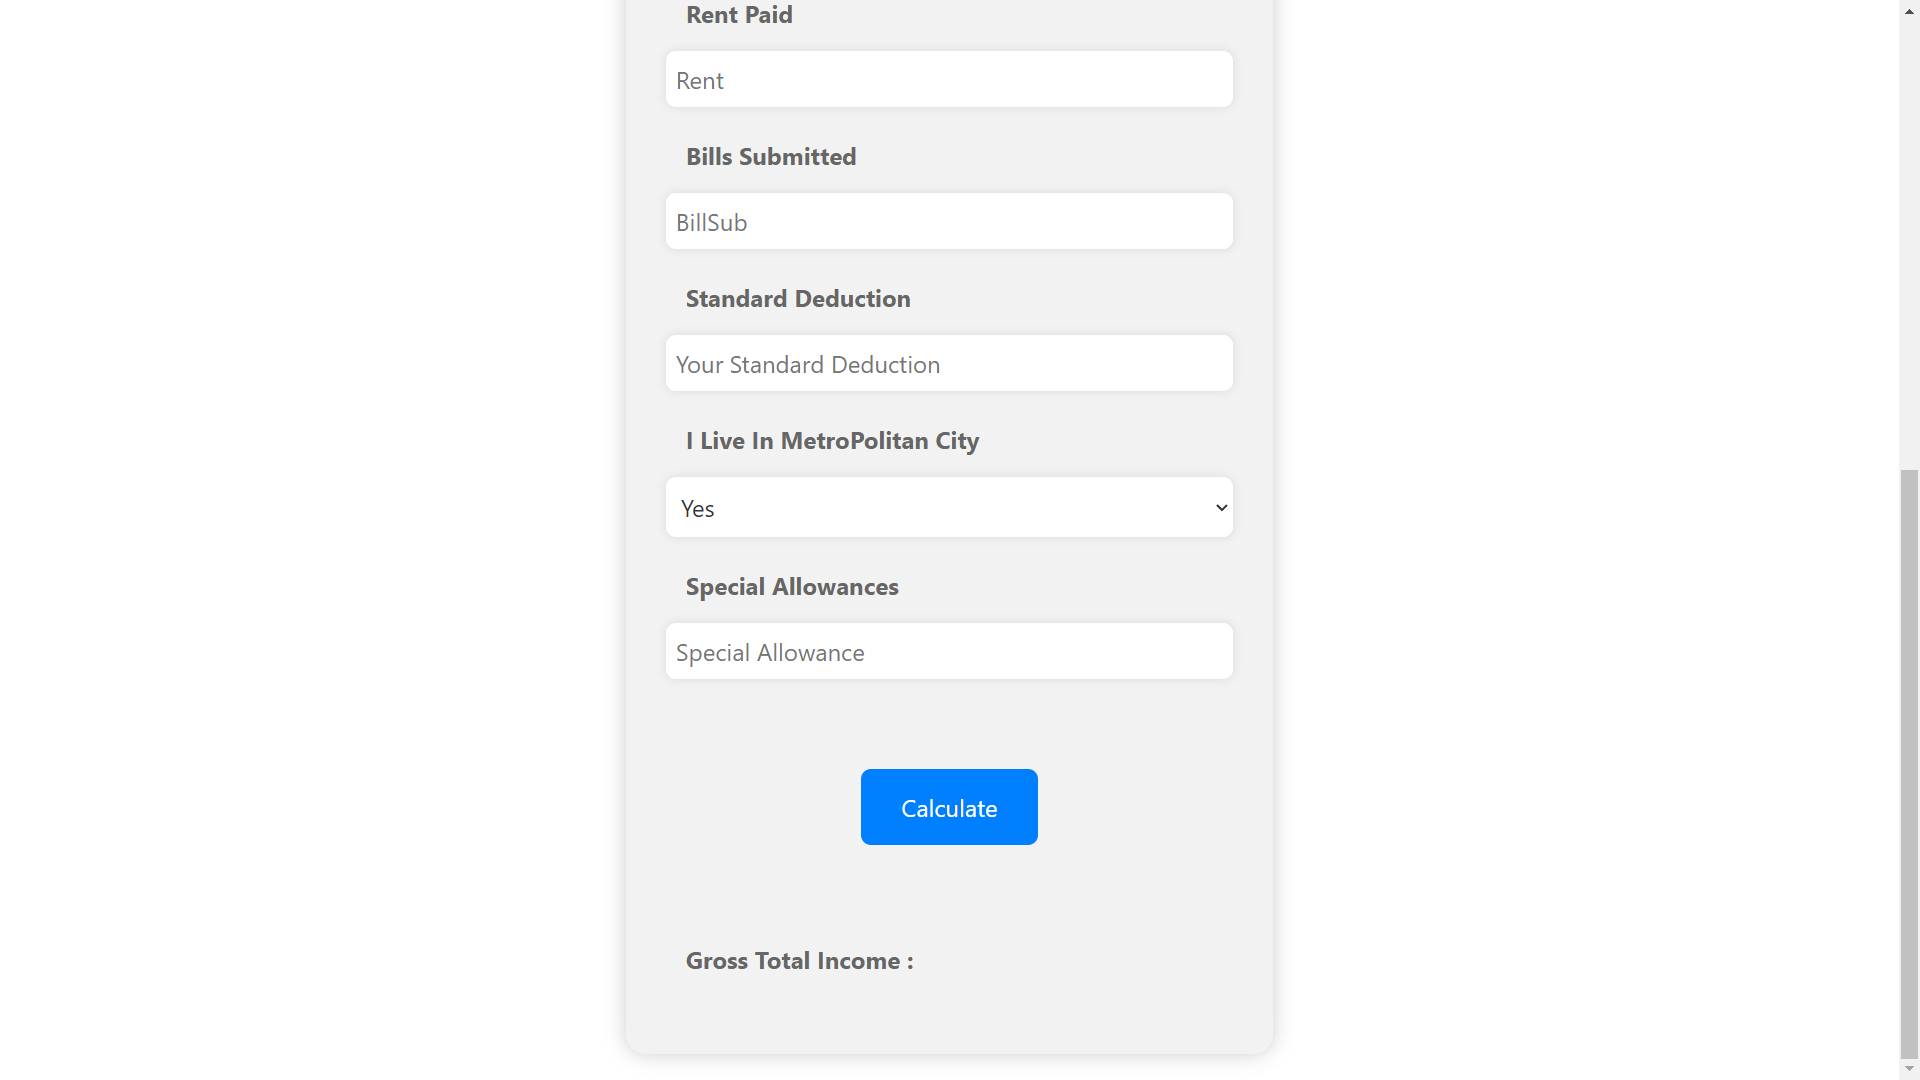 Rent Paid
Rent
Bills Submitted
BillSub
Standard Deduction
Your Standard Deduction
I Live In MetroPolitan City
Yes
Special Allowances
Special Allowance
Calculate
Gross Total Income :